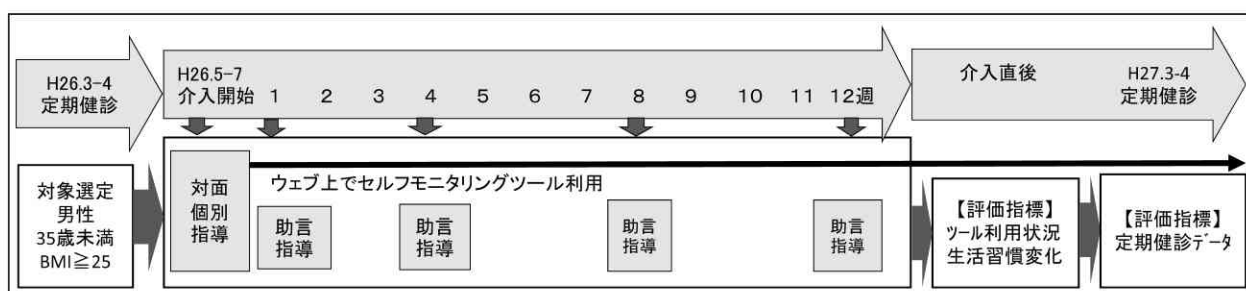 H26.3-4
定期健診
H26.5-7
介入開始
1 2 3 4 5 6 7 8 9 10 11 12週
介入直後
H27.3-4
定期健診
対象選定
男性
35歳未満
BMI≧25
対面
個別
指導
ウェブ上でセルフモニタリングツール利用
助言
指導
助言
指導
助言
指導
助言
指導
【評価指標】
ツール利用状況
生活習慣変化
【評価指標】
定期健診データ